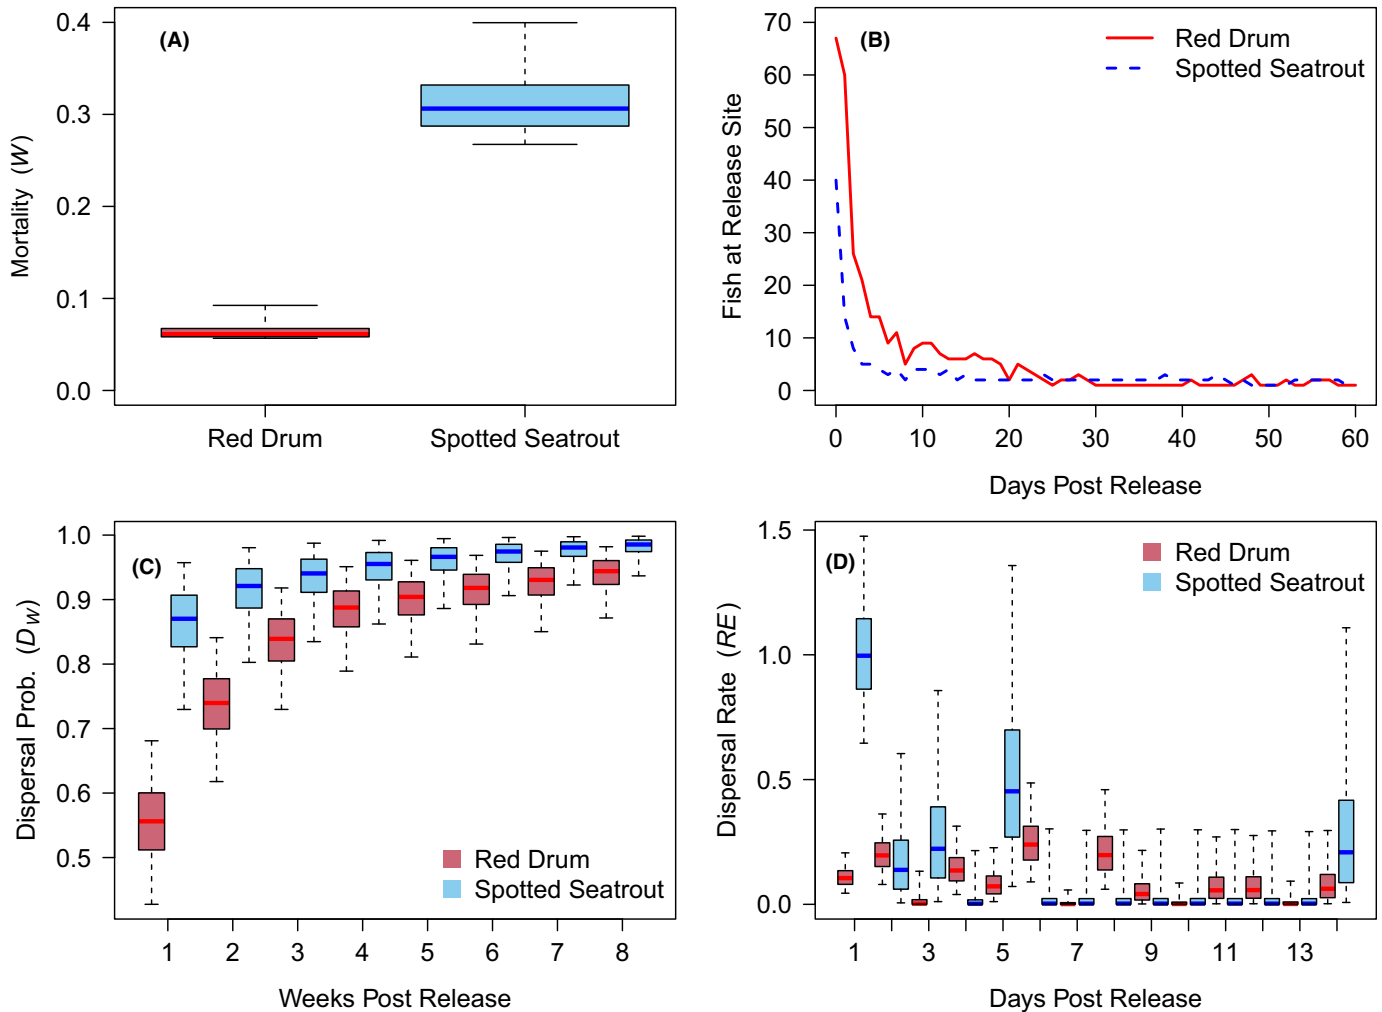 (A)
Mortality (W)
0.4
0.3
0.2
0.1
0.0
Red Drum
Spotted Seatrout
(B)
Fish at Release Site
70
60
50
40
30
20
10
0
Red Drum
Spotted Seatrout
0 10 20 30 40 50 60
Days Post Release
(C)
Dispersal Prob. (DW)
1.0
0.9
0.8
0.7
0.6
0.5
Red Drum
Spotted Seatrout
1 2 3 4 5 6 7 8
Weeks Post Release
(D)
Dispersal Rate (RE)
1.5
1.0
0.5
0.0
Red Drum
Spotted Seatrout
1 3 5 7 9 11 13
Days Post Release